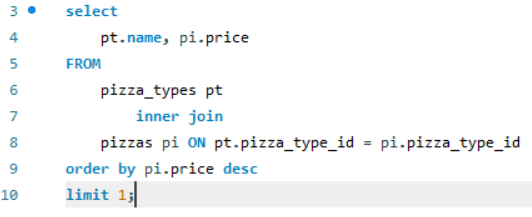 3 select
4 pt.name, pi.price
5 FROM
6 pizza_types pt
7 inner join
8 pizzas pi ON pt.pizza_type_id = pi.pizza_type_id
9 order by pi.price desc
10 limit 1;